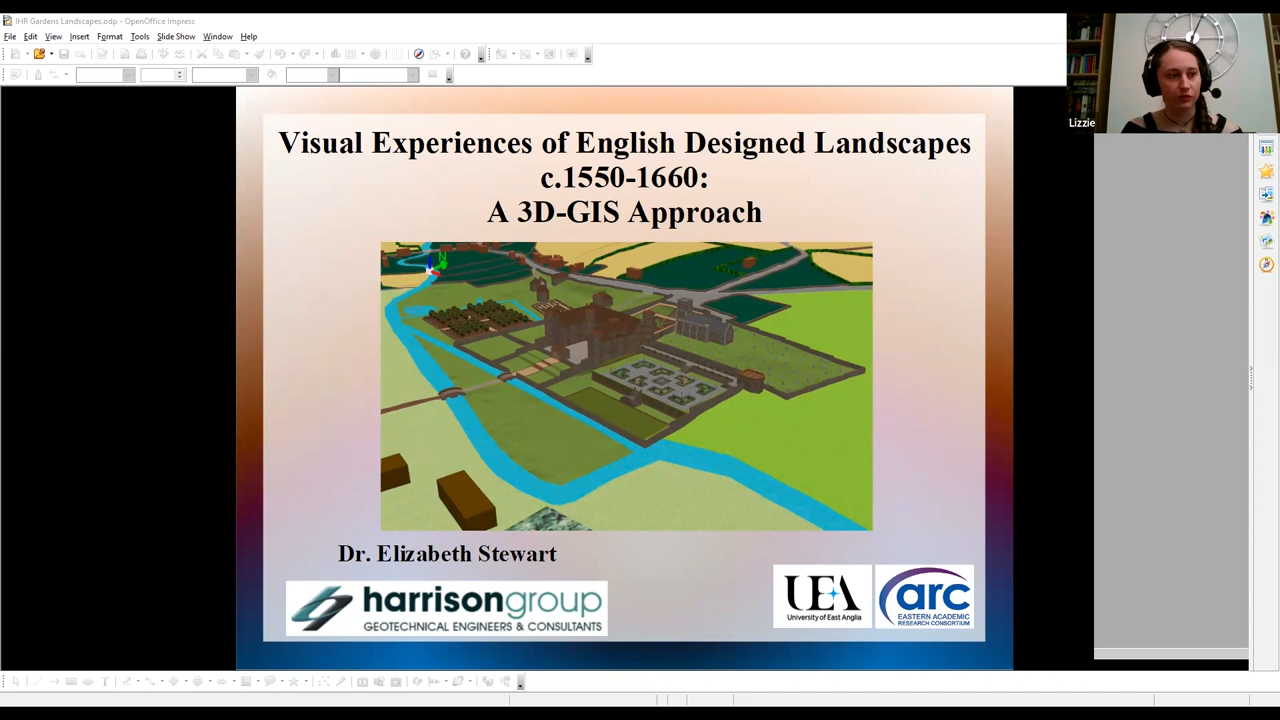 IHR Gardens Landscapes.odp - OpenOffice Impress
File Edit View Insert Format Tools Slide Show Window Help
Lizzie
Visual Experiences of English Designed Landscapes
c.1550-1660:
A 3D-GIS Approach
N
Dr. Elizabeth Stewart
harrisongroup
GEOTECHNICAL ENGINEERS & CONSULTANTS
UEA
University of East Anglia
arc
EASTERN ACADEMIC
RESEARCH CONSORTIUM